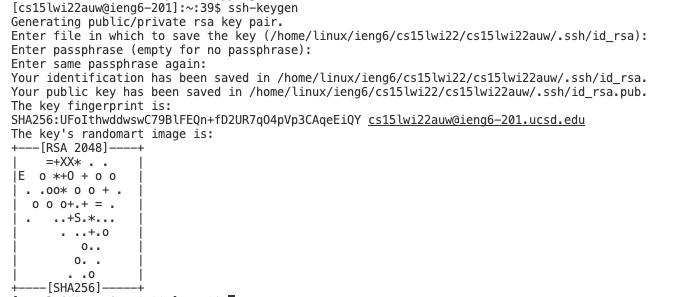 [cs15lwi22auw@ieng6-201]:~:39$ ssh-keygen
Generating public/private rsa key pair.
Enter file in which to save the key (/home/linux/ieng6/cs15lwi22/cs15lwi22auw/.ssh/id_rsa):
Enter passphrase (empty for no passphrase):
Enter same passphrase again:
Your identification has been saved in /home/linux/ieng6/cs15lwi22/cs15lwi22auw/.ssh/id_rsa.
Your public key has been saved in /home/linux/ieng6/cs15lwi22/cs15lwi22auw/.ssh/id_rsa.pub.
The key fingerprint is:
SHA256:UFoIthwddwswC79BlFEQn+fD2UR7qO4pVp3CAqeEiQY cs15lwi22auw@ieng6-201.ucsd.edu
The key's randomart image is:
+---[RSA 2048]----+
|    =+XX* . .    |
|E  o *+O + o o   |
| . .oo* o o + .  |
|  o o o+.+ = .   |
| .   ..+S.*...   |
|      . ..+.o    |
|         o..     |
|        o. .     |
|       . .o      |
+----[SHA256]-----+